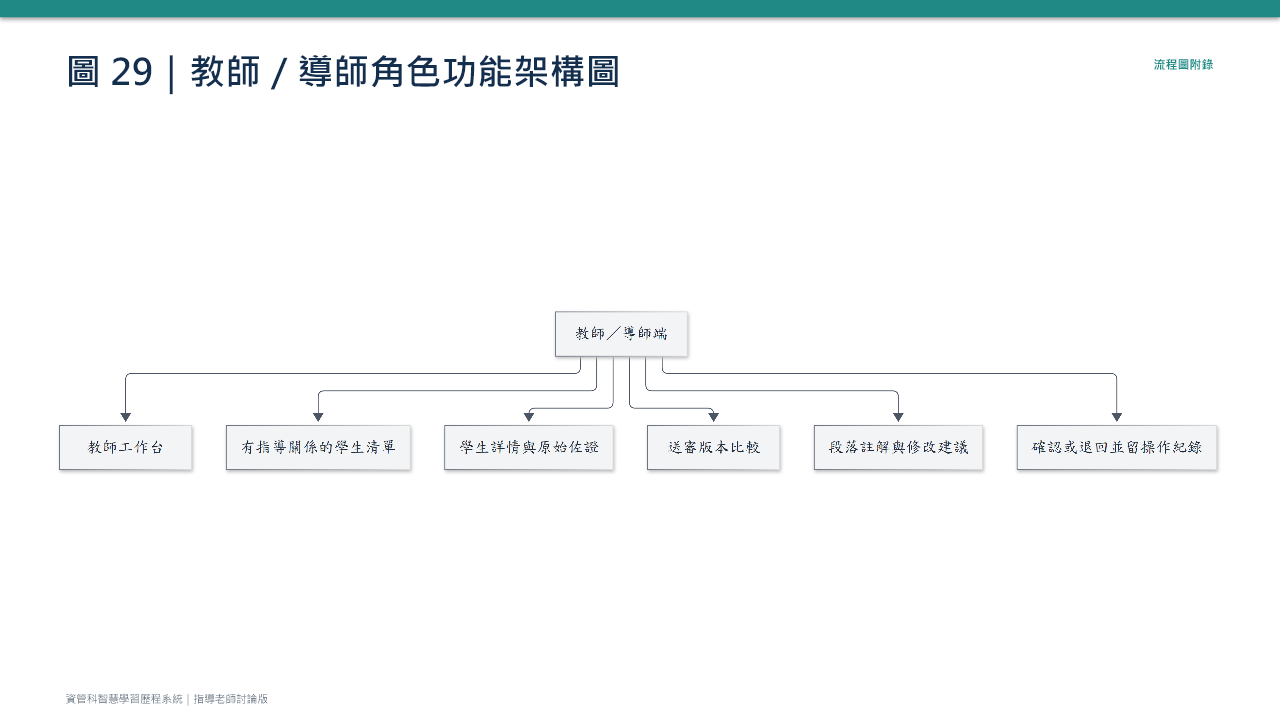 圖 29｜教師 / 導師角色功能架構圖
流程圖附錄
教師／導師端
教師工作台
有指導關係的學生清單
學生詳情與原始佐證
送審版本比較
段落註解與修改建議
確認或退回並留操作紀錄
資管科智慧學習歷程系統｜指導老師討論版